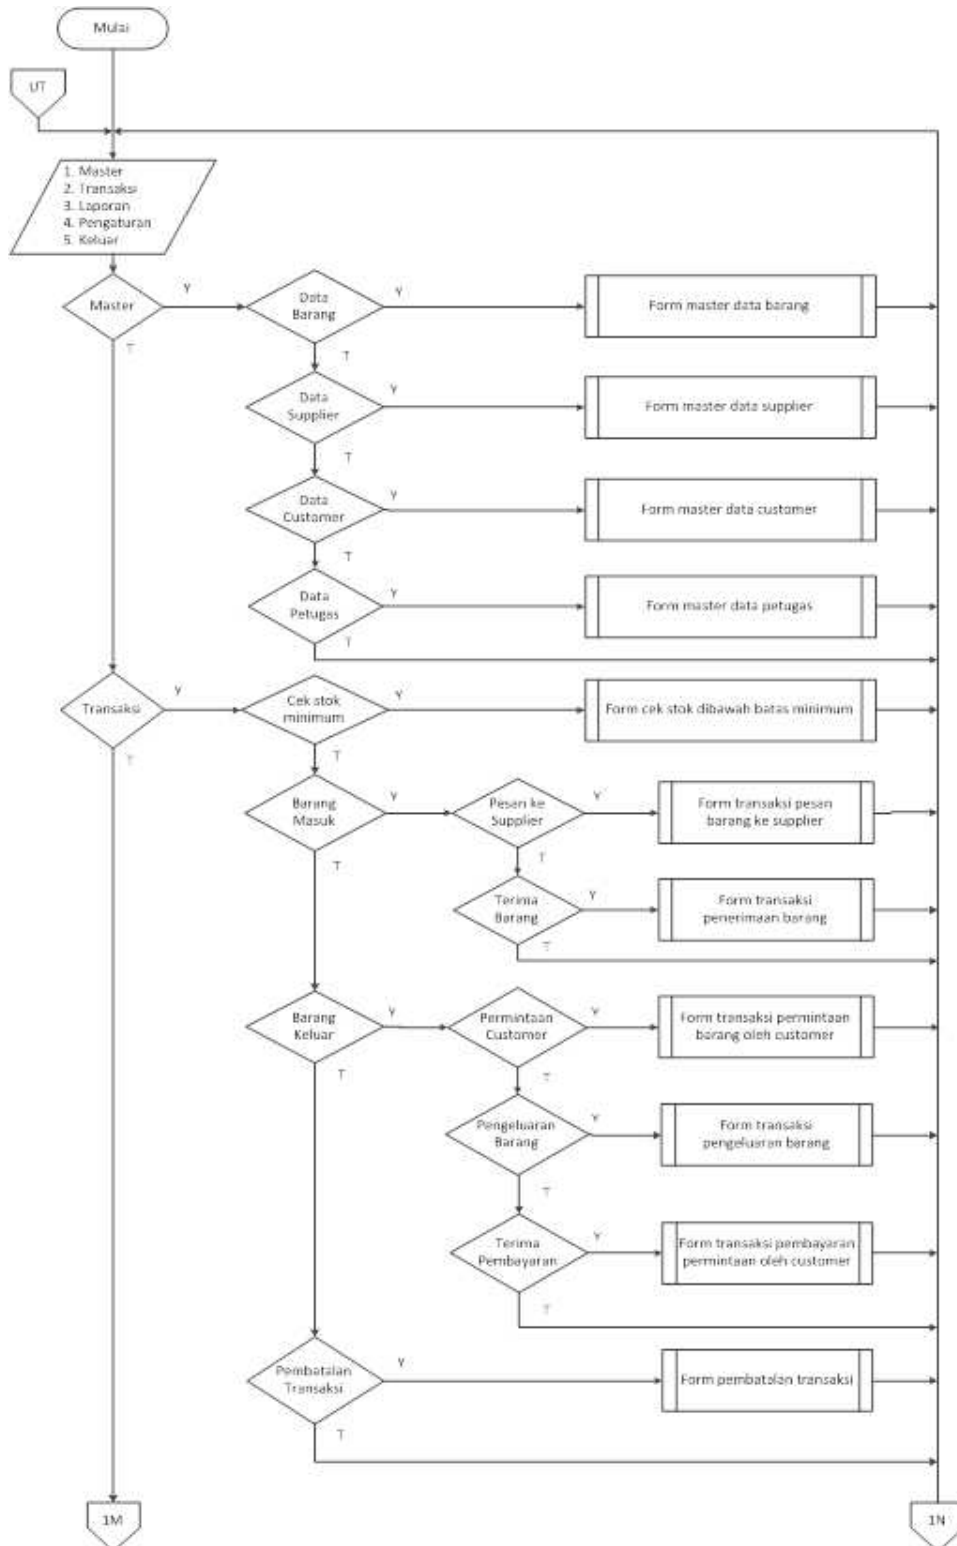 Mulai
UT
1. Master
2. Transaksi
3. Laporan
4. Pengaturan
5. Keluar
Master
Y
Data
Barang
Y
Form master data barang
T
T
Data
Supplier
Y
Form master data supplier
T
Data
Customer
Y
Form master data customer
T
Data
Petugas
Y
Form master data petugas
T
Transaksi
Y
Cek stok
minimum
Y
Form cek stok dibawah batas minimum
T
T
Barang
Masuk
Y
Pesan ke
Supplier
Y
Form transaksi pesan
barang ke supplier
T
T
Terima
Barang
Y
Form transaksi
penerimaan barang
T
Barang
Keluar
Y
Permintaan
Customer
Y
Form transaksi permintaan
barang oleh customer
T
T
Pengeluaran
Barang
Y
Form transaksi
pengeluaran barang
T
Terima
Pembayaran
Y
Form transaksi pembayaran
permintaan oleh customer
T
Pembatalan
Transaksi
Y
Form pembatalan transaksi
T
1M
1N